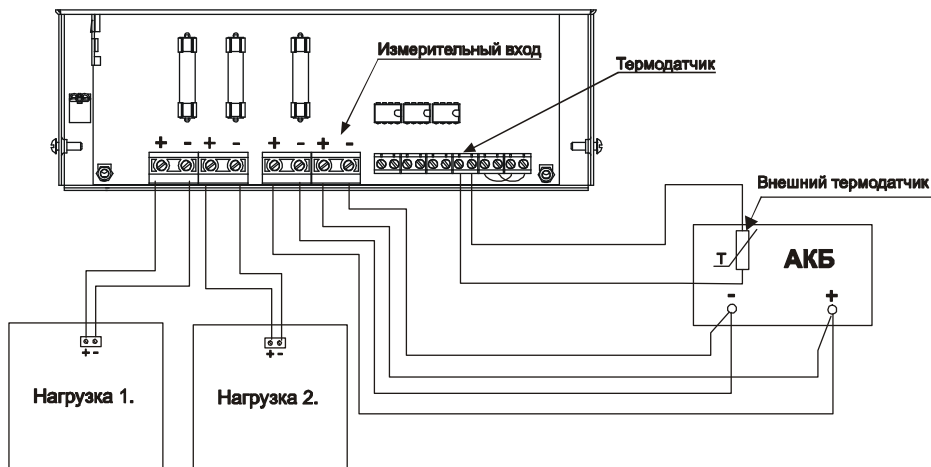 Измерительный вход
Термодатчик
+ - + - + - + -
Внешний термодатчик
T
АКБ
- +
+ -
+ -
Нагрузка 1.
Нагрузка 2.